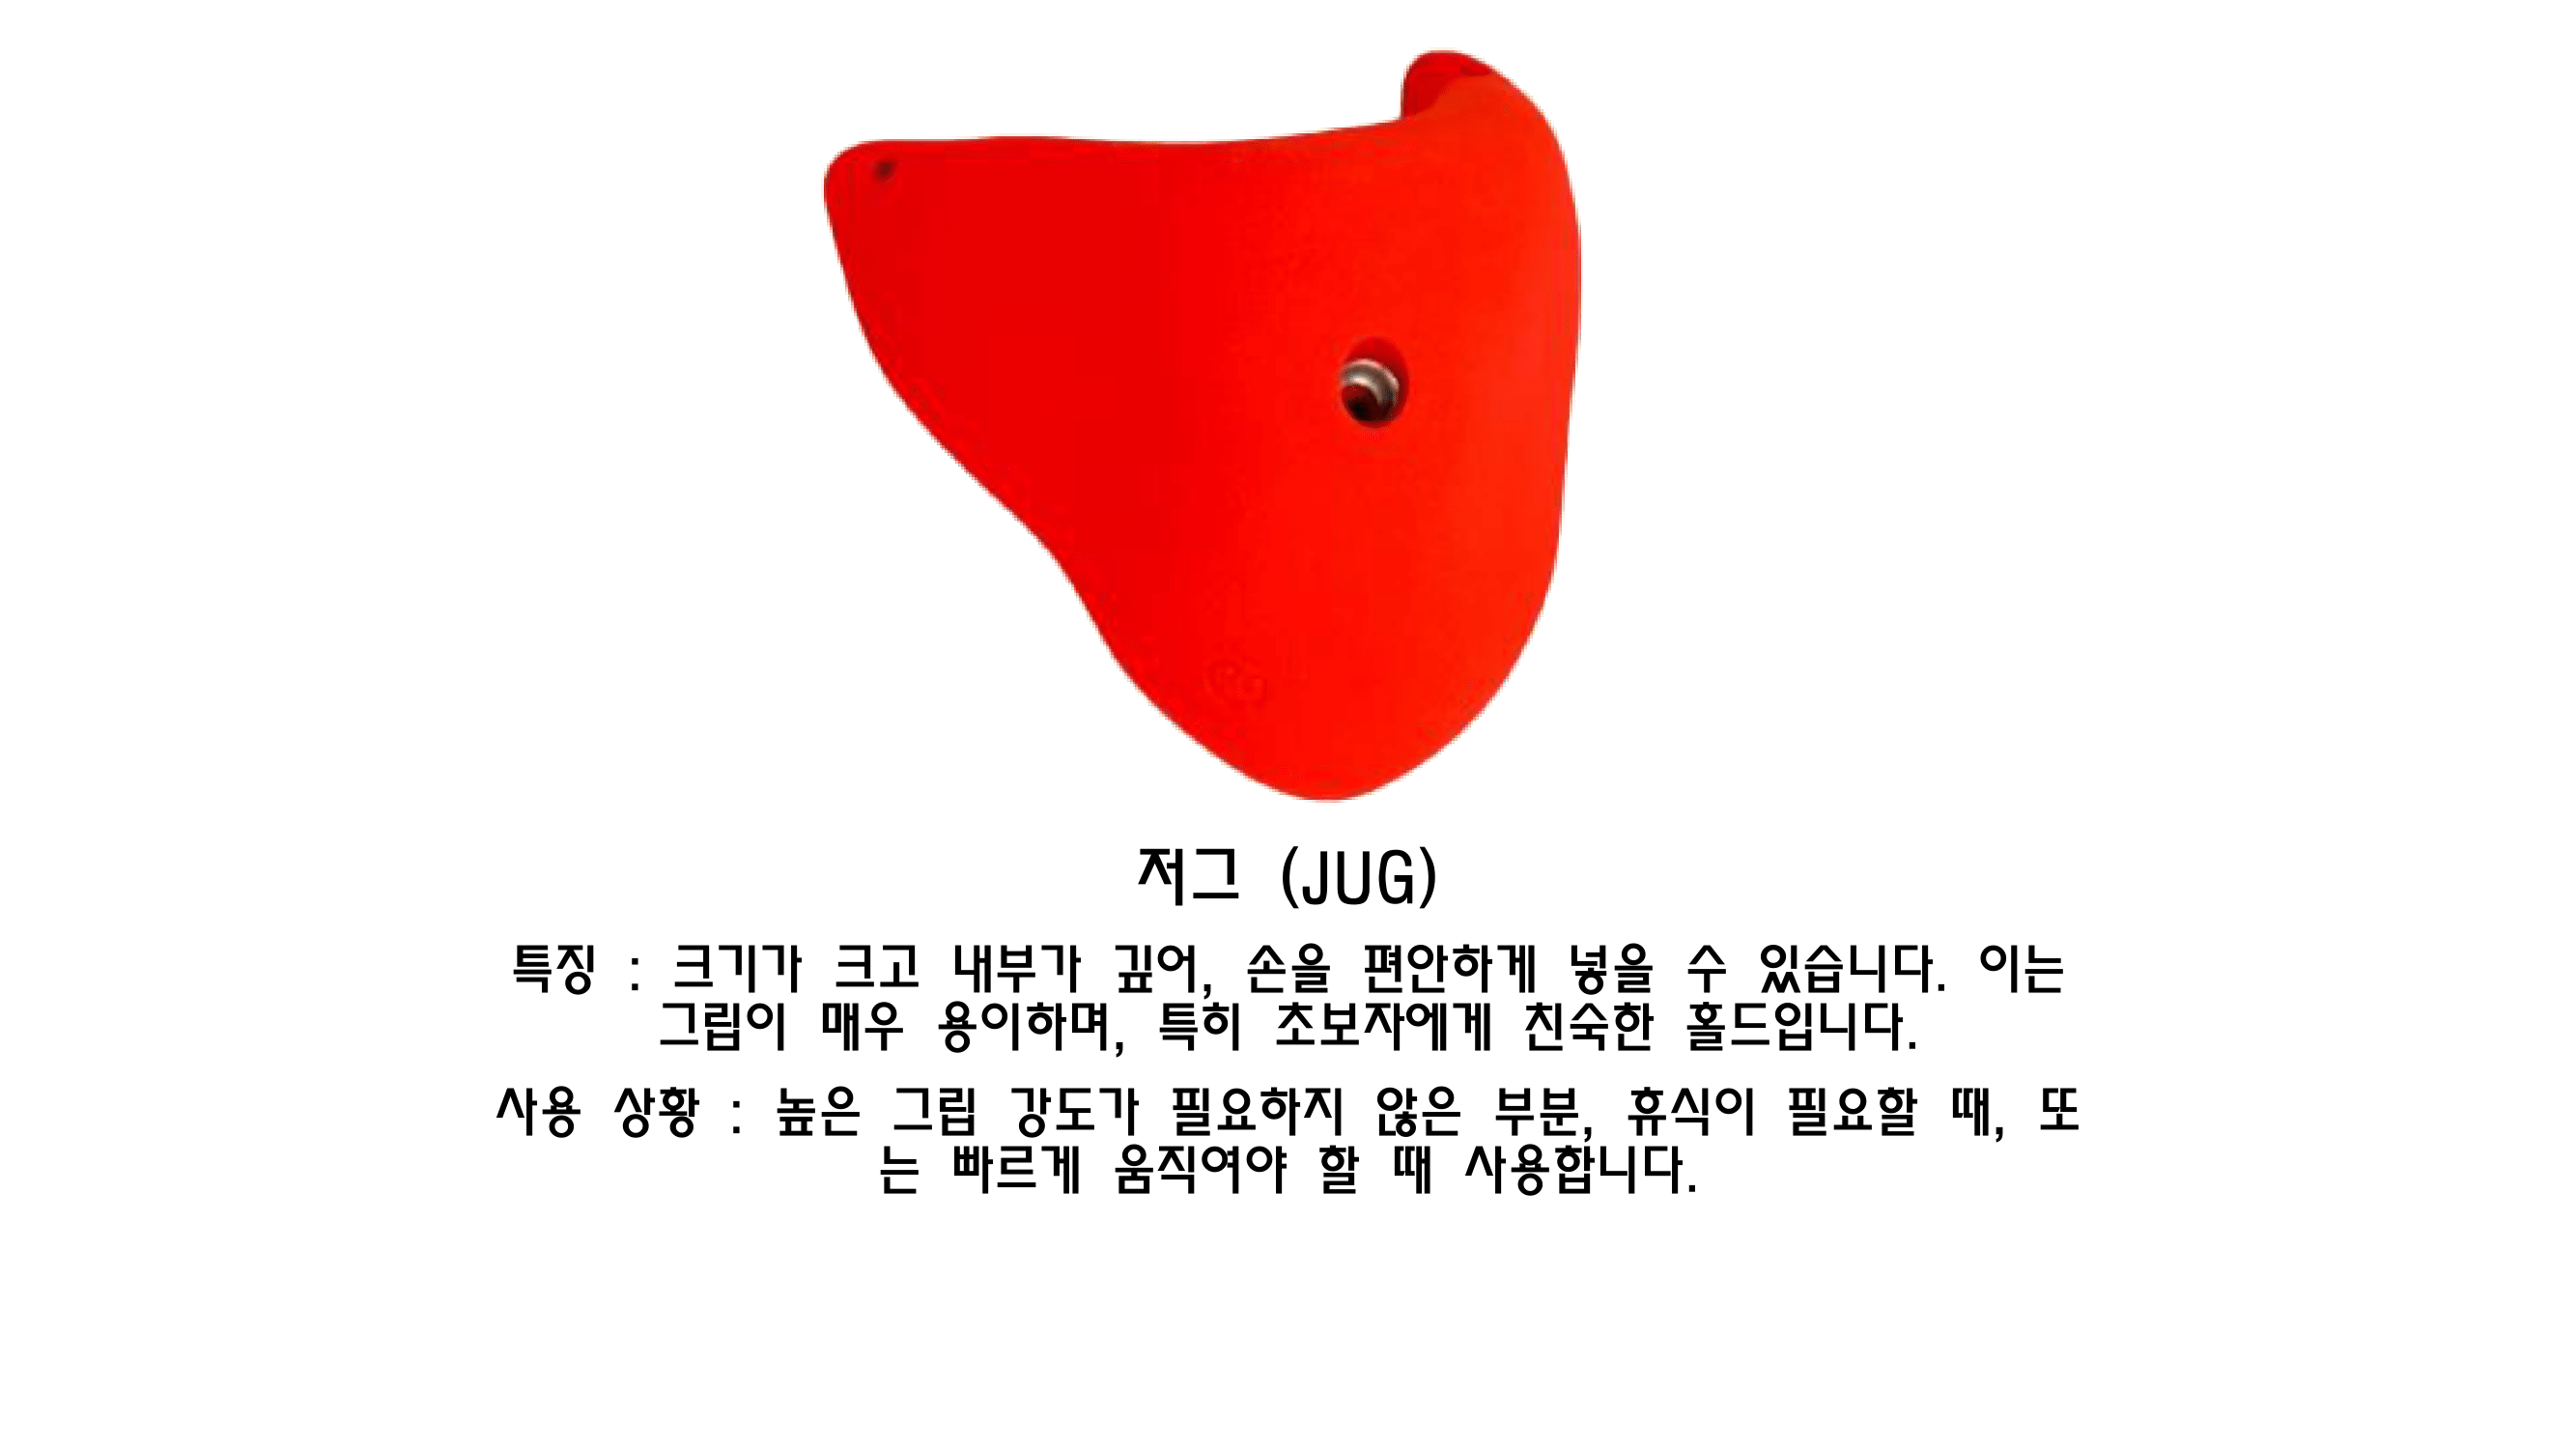 저그 (JUG)
특징 : 크기가 크고 내부가 깊어, 손을 편안하게 넣을 수 있습니다. 이는
그립이 매우 용이하며, 특히 초보자에게 친숙한 홀드입니다.
사용 상황 : 높은 그립 강도가 필요하지 않은 부분, 휴식이 필요할 때, 또
는 빠르게 움직여야 할 때 사용합니다.